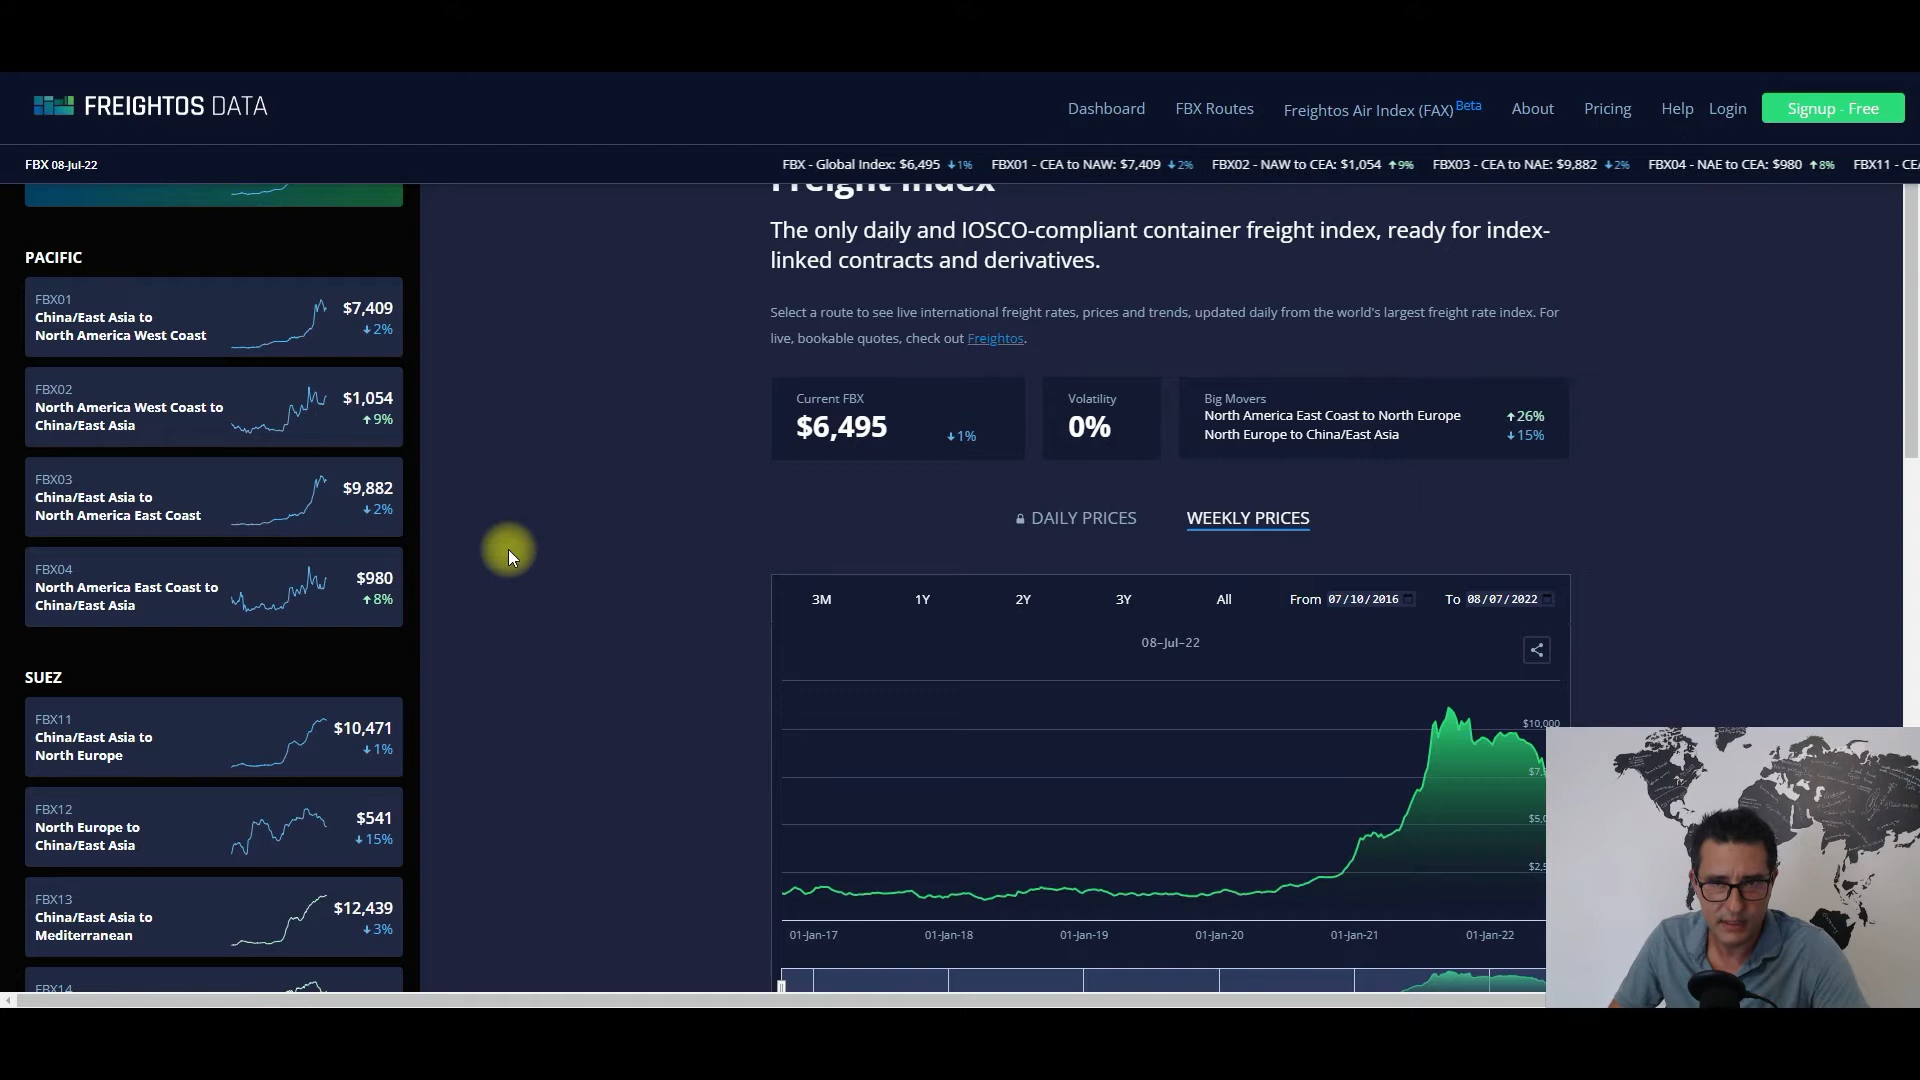 FREIGHTOS DATA
Dashboard
FBX Routes
Freightos Air Index (FAX) Beta
About
Pricing
Help
Login
Signup - Free
FBX 08-Jul-22
FBX - Global Index: $6,495 ↓1%
FBX01 - CEA to NAW: $7,409 ↓2%
FBX02 - NAW to CEA: $1,054 ↑9%
FBX03 - CEA to NAE: $9,882 ↓2%
FBX04 - NAE to CEA: $980 ↑8%
FBX11 - CEA
PACIFIC
FBX01
China/East Asia to
North America West Coast
$7,409
↓2%
FBX02
North America West Coast to
China/East Asia
$1,054
↑9%
FBX03
China/East Asia to
North America East Coast
$9,882
↓2%
FBX04
North America East Coast to
China/East Asia
$980
↑8%
SUEZ
FBX11
China/East Asia to
North Europe
$10,471
↓1%
FBX12
North Europe to
China/East Asia
$541
↓15%
FBX13
China/East Asia to
Mediterranean
$12,439
↓3%
FBX14
Freight Index
The only daily and IOSCO-compliant container freight index, ready for index-
linked contracts and derivatives.
Select a route to see live international freight rates, prices and trends, updated daily from the world's largest freight rate index. For
live, bookable quotes, check out Freightos.
Current FBX
$6,495 ↓1%
Volatility
0%
Big Movers
North America East Coast to North Europe ↑26%
North Europe to China/East Asia ↓15%
DAILY PRICES
WEEKLY PRICES
3M 1Y 2Y 3Y All From 07/10/2016 To 08/07/2022
08-Jul-22
$10,000
01-Jan-17 01-Jan-18 01-Jan-19 01-Jan-20 01-Jan-21 01-Jan-22